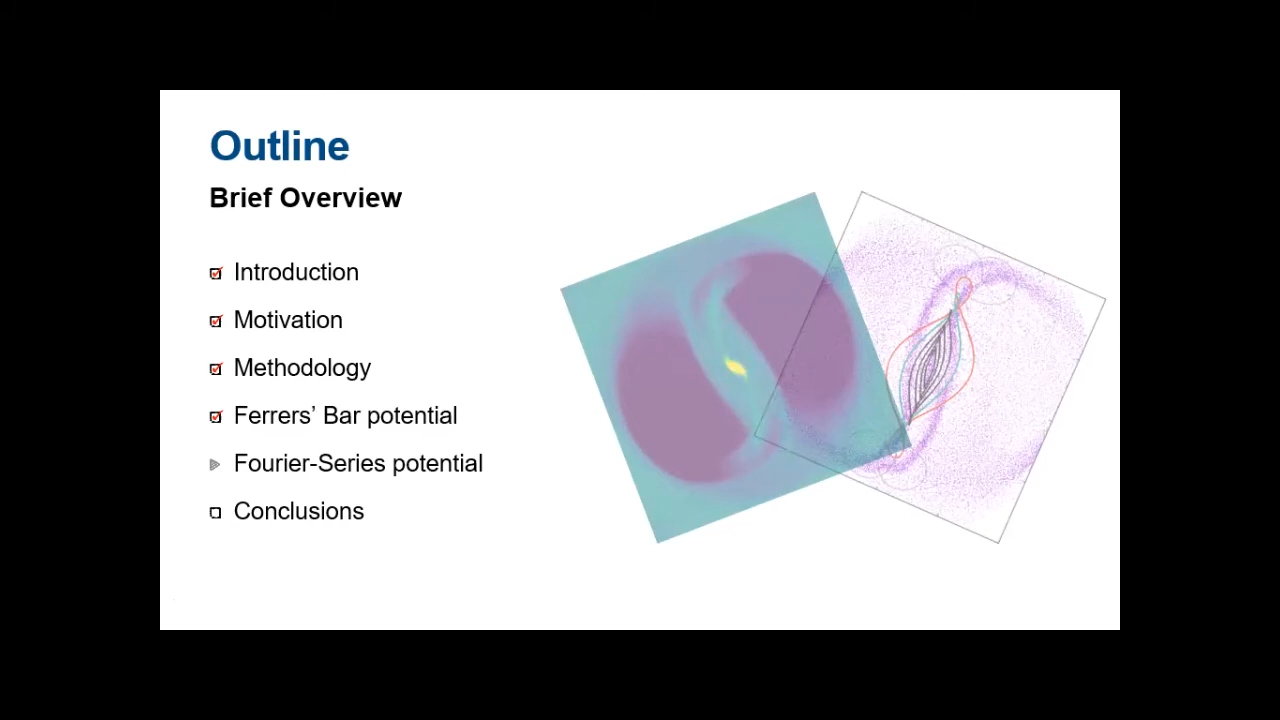 Outline
Brief Overview
Introduction
Motivation
Methodology
Ferrers’ Bar potential
Fourier-Series potential
Conclusions